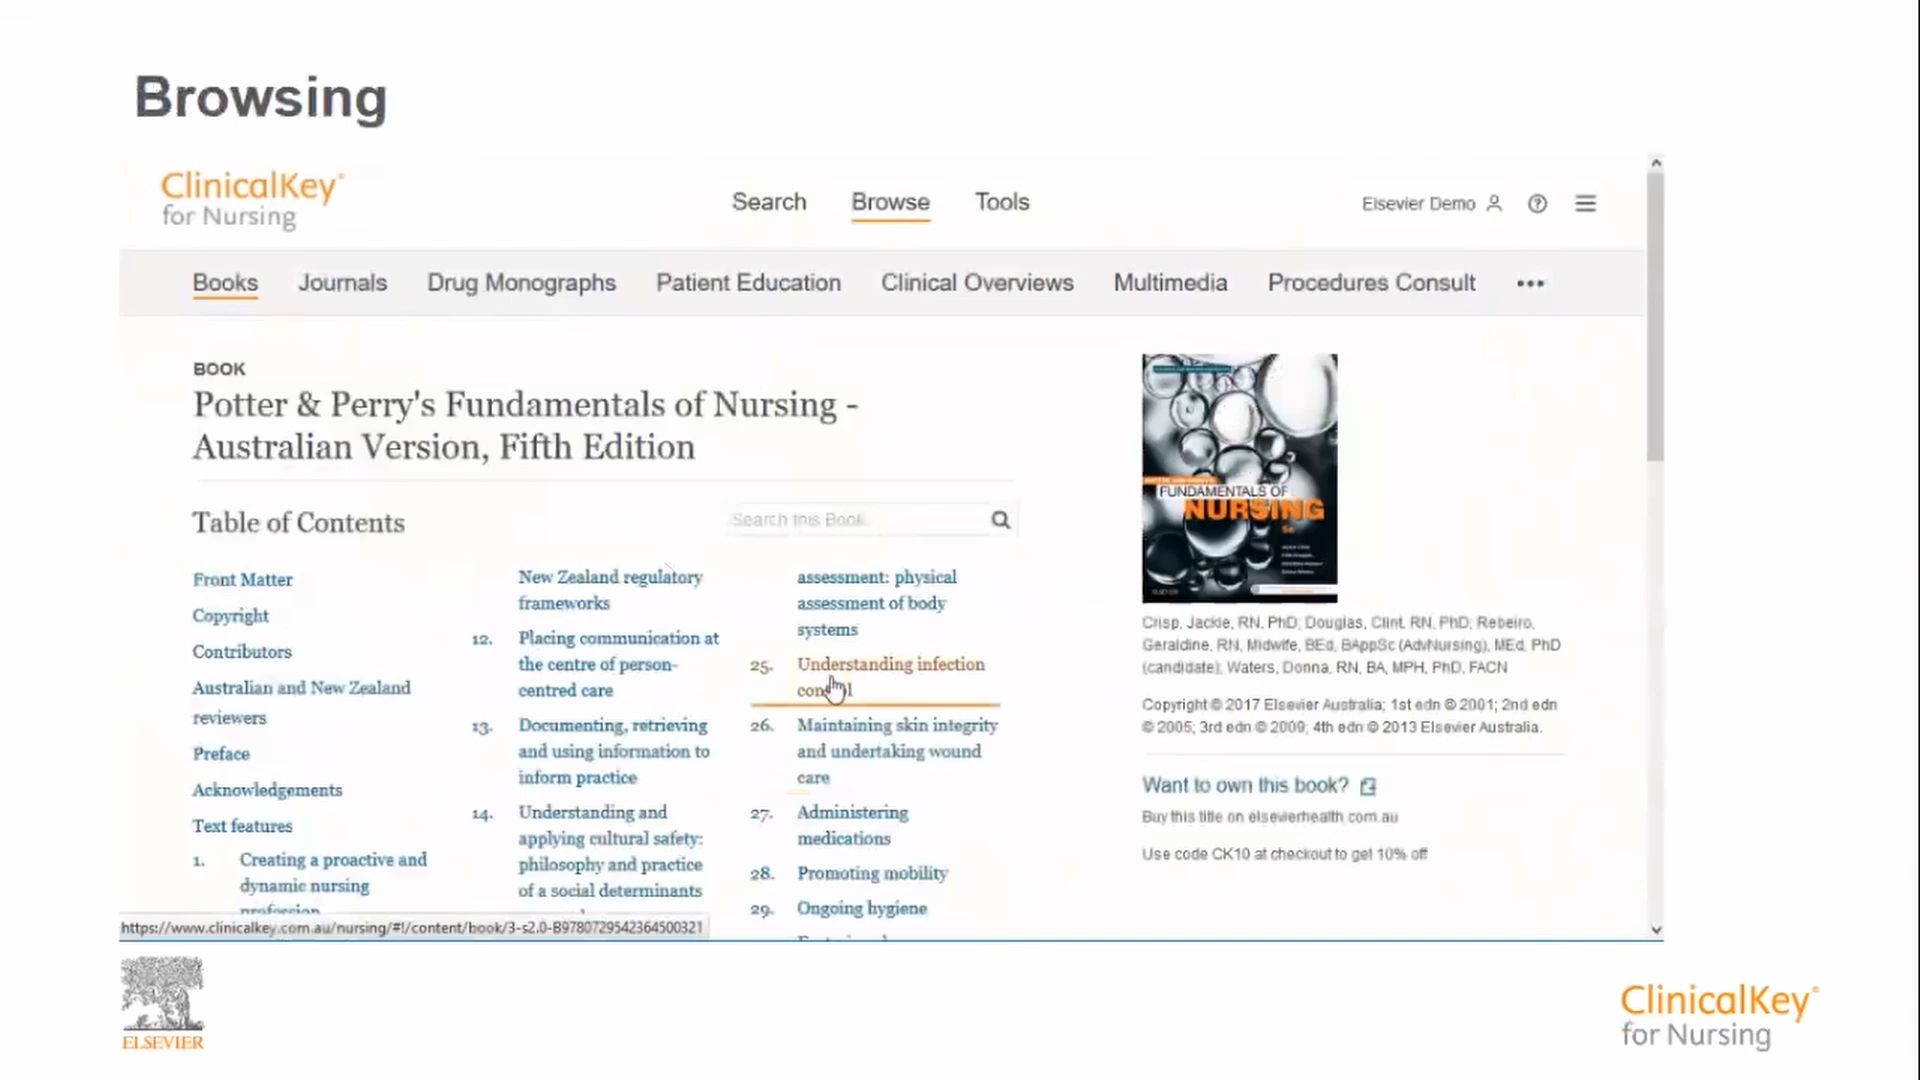 Browsing
ClinicalKey®
for Nursing
Search Browse Tools
Elsevier Demo
Books Journals Drug Monographs Patient Education Clinical Overviews Multimedia Procedures Consult •••
BOOK
Potter & Perry's Fundamentals of Nursing -
Australian Version, Fifth Edition
Table of Contents
Search this Book
Front Matter
Copyright
Contributors
Australian and New Zealand
reviewers
Preface
Acknowledgements
Text features
1. Creating a proactive and
dynamic nursing
profession
New Zealand regulatory
frameworks
12. Placing communication at
the centre of person-
centred care
13. Documenting, retrieving
and using information to
inform practice
14. Understanding and
applying cultural safety:
philosophy and practice
of a social determinants
assessment: physical
assessment of body
systems
25. Understanding infection
control
26. Maintaining skin integrity
and undertaking wound
care
27. Administering
medications
28. Promoting mobility
29. Ongoing hygiene
FUNDAMENTALS OF
NURSING
5e
Crisp, Jackie, RN, PhD; Douglas, Clint, RN, PhD; Rebeiro,
Geraldine, RN, Midwife, BEd, BAppSc (AdvNursing), MEd, PhD
(candidate); Waters, Donna, RN, BA, MPH, PhD, FACN
Copyright © 2017 Elsevier Australia; 1st edn © 2001; 2nd edn
© 2005; 3rd edn © 2009; 4th edn © 2013 Elsevier Australia.
Want to own this book?
Buy this title on elsevierhealth.com.au
Use code CK10 at checkout to get 10% off
https://www.clinicalkey.com.au/nursing/#!/content/book/3-s2.0-B9780729542364500321
ELSEVIER
ClinicalKey®
for Nursing